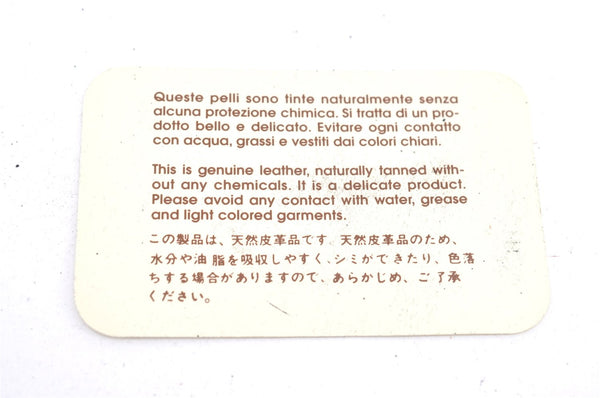 Queste pelli sono tinte naturalmente senza
alcuna protezione chimica. Si tratta di un pro-
dotto bello e delicato. Evitare ogni contatto
con acqua, grassi e vestiti dai colori chiari.
This is genuine leather, naturally tanned with-
out any chemicals. It is a delicate product.
Please avoid any contact with water, grease
and light colored garments.
この製品は、天然皮革品です。天然皮革品のため、
水分や油脂を吸収しやすく、シミができたり、色落
ちする場合がありますので、あらかじめ、ご了承
ください。